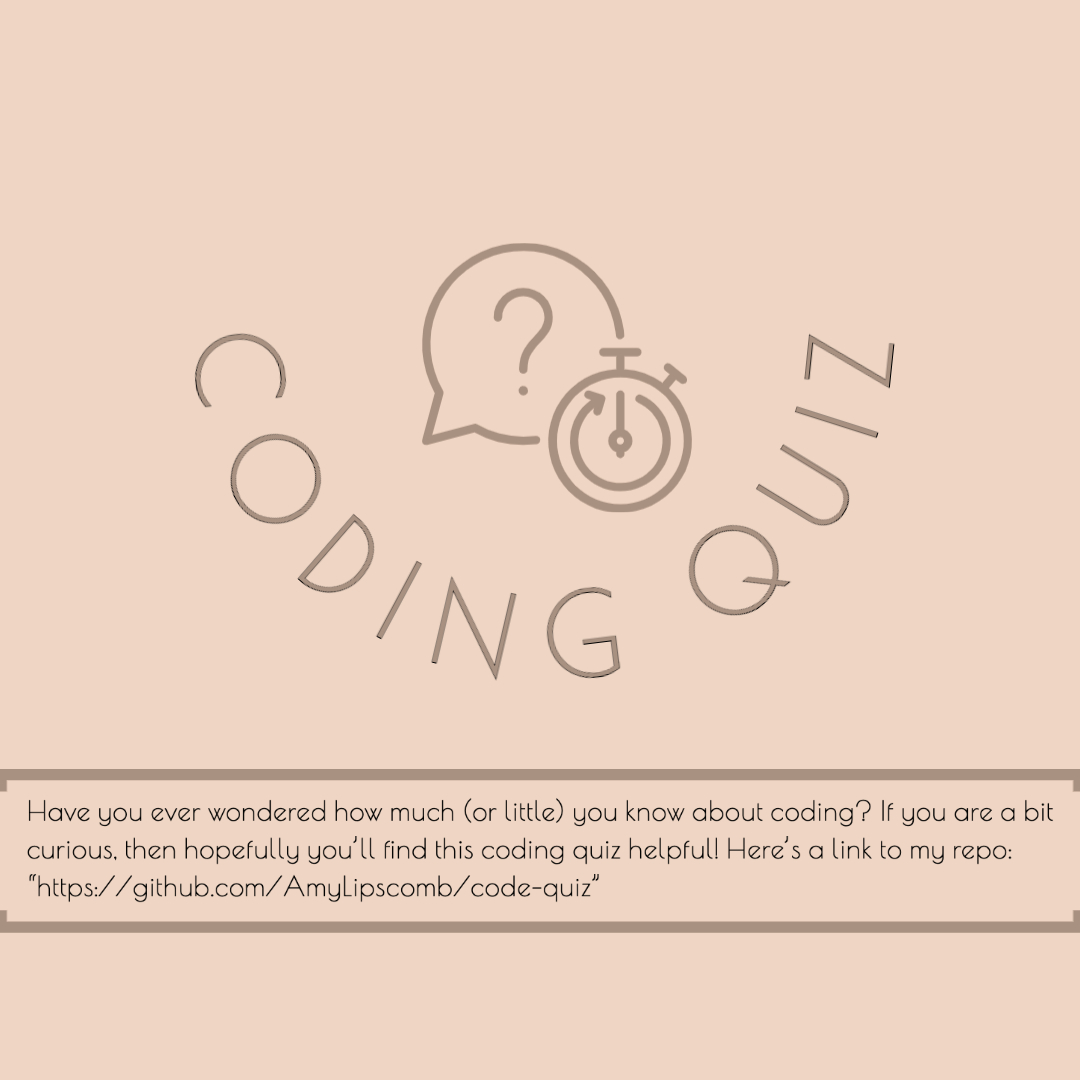 CODING QUIZ
?
Have you ever wondered how much (or little) you know about coding? If you are a bit
curious, then hopefully you'll find this coding quiz helpful! Here's a link to my repo:
"https://github.com/AmyLipscomb/code-quiz"